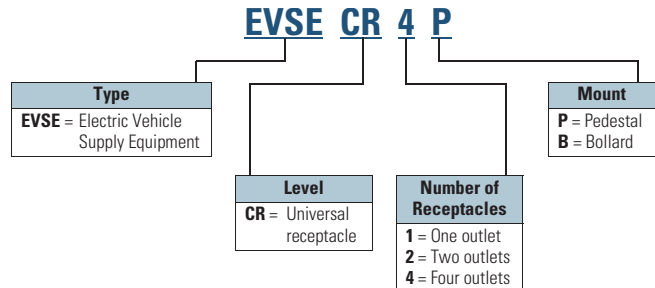 EVSE CR 4 P
Type
EVSE = Electric Vehicle
Supply Equipment
Mount
P = Pedestal
B = Bollard
Level
CR = Universal
receptacle
Number of
Receptacles
1 = One outlet
2 = Two outlets
4 = Four outlets